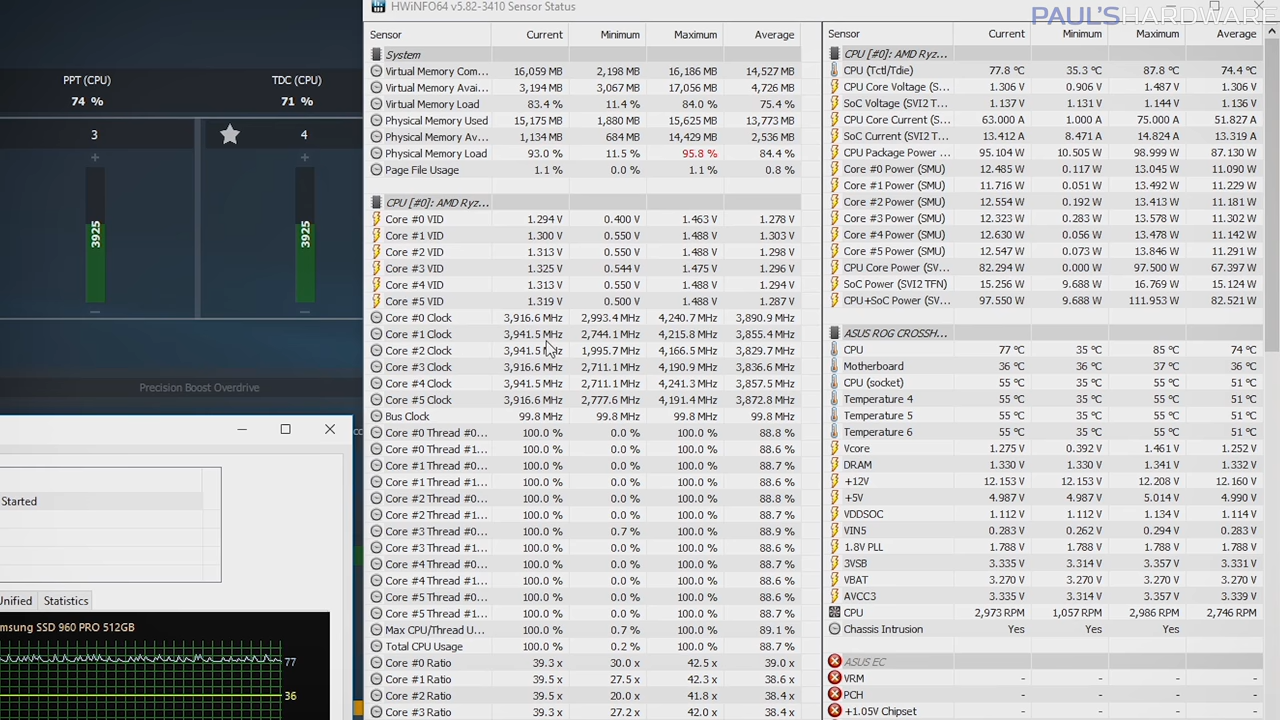 HWiNFO64 v5.82-3410 Sensor Status
PAUL'S HARDWARE
PPT (CPU) TDC (CPU)
74 % 71 %
3 4
3925 3925
Precision Boost Overdrive
Started
Unified Statistics
amsung SSD 960 PRO 512GB
77
36
Sensor Current Minimum Maximum Average
System
Virtual Memory Com... 16,059 MB 2,198 MB 16,186 MB 14,527 MB
Virtual Memory Avai... 3,194 MB 3,067 MB 17,056 MB 4,726 MB
Virtual Memory Load 83.4 % 11.4 % 84.0 % 75.4 %
Physical Memory Used 15,175 MB 1,880 MB 15,625 MB 13,773 MB
Physical Memory Av... 1,134 MB 684 MB 14,429 MB 2,536 MB
Physical Memory Load 93.0 % 11.5 % 95.8 % 84.4 %
Page File Usage 1.1 % 0.0 % 1.1 % 0.8 %
CPU [#0]: AMD Ryz...
Core #0 VID 1.294 V 0.400 V 1.463 V 1.278 V
Core #1 VID 1.300 V 0.550 V 1.488 V 1.303 V
Core #2 VID 1.313 V 0.550 V 1.488 V 1.298 V
Core #3 VID 1.325 V 0.544 V 1.475 V 1.296 V
Core #4 VID 1.313 V 0.550 V 1.488 V 1.294 V
Core #5 VID 1.319 V 0.500 V 1.488 V 1.287 V
Core #0 Clock 3,916.6 MHz 2,993.4 MHz 4,240.7 MHz 3,890.9 MHz
Core #1 Clock 3,941.5 MHz 2,744.1 MHz 4,215.8 MHz 3,855.4 MHz
Core #2 Clock 3,941.5 MHz 1,995.7 MHz 4,166.5 MHz 3,829.7 MHz
Core #3 Clock 3,916.6 MHz 2,711.1 MHz 4,190.9 MHz 3,836.6 MHz
Core #4 Clock 3,941.5 MHz 2,711.1 MHz 4,241.3 MHz 3,857.5 MHz
Core #5 Clock 3,916.6 MHz 2,777.6 MHz 4,191.4 MHz 3,872.8 MHz
Bus Clock 99.8 MHz 99.8 MHz 99.8 MHz 99.8 MHz
Core #0 Thread #0... 100.0 % 0.0 % 100.0 % 88.8 %
Core #0 Thread #1... 100.0 % 0.0 % 100.0 % 88.6 %
Core #1 Thread #0... 100.0 % 0.0 % 100.0 % 88.7 %
Core #1 Thread #1... 100.0 % 0.0 % 100.0 % 88.6 %
Core #2 Thread #0... 100.0 % 0.0 % 100.0 % 88.8 %
Core #2 Thread #1... 100.0 % 0.0 % 100.0 % 88.7 %
Core #3 Thread #0... 100.0 % 0.7 % 100.0 % 88.9 %
Core #3 Thread #1... 100.0 % 0.0 % 100.0 % 88.6 %
Core #4 Thread #0... 100.0 % 0.0 % 100.0 % 88.8 %
Core #4 Thread #1... 100.0 % 0.0 % 100.0 % 88.6 %
Core #5 Thread #0... 100.0 % 0.0 % 100.0 % 88.6 %
Core #5 Thread #1... 100.0 % 0.0 % 100.0 % 88.7 %
Max CPU/Thread U... 100.0 % 0.7 % 100.0 % 89.1 %
Total CPU Usage 100.0 % 0.2 % 100.0 % 88.7 %
Core #0 Ratio 39.3 x 30.0 x 42.5 x 39.0 x
Core #1 Ratio 39.5 x 27.5 x 42.3 x 38.6 x
Core #2 Ratio 39.5 x 20.0 x 41.8 x 38.4 x
Core #3 Ratio 39.3 x 27.2 x 42.0 x 38.4 x
Sensor Current Minimum Maximum Average
CPU [#0]: AMD Ryz...
CPU (Tctl/Tdie) 77.8 °C 35.3 °C 87.8 °C 74.4 °C
CPU Core Voltage (S... 1.306 V 0.906 V 1.487 V 1.306 V
SoC Voltage (SVI2 T... 1.137 V 1.131 V 1.144 V 1.136 V
CPU Core Current (... 63.000 A 1.000 A 75.000 A 51.827 A
SoC Current (SVI2 T... 13.412 A 8.471 A 14.824 A 13.319 A
CPU Package Power ... 95.104 W 10.505 W 98.999 W 87.130 W
Core #0 Power (SMU) 12.485 W 0.117 W 13.045 W 11.090 W
Core #1 Power (SMU) 11.716 W 0.051 W 13.492 W 11.229 W
Core #2 Power (SMU) 12.554 W 0.192 W 13.439 W 11.181 W
Core #3 Power (SMU) 12.323 W 0.283 W 13.578 W 11.302 W
Core #4 Power (SMU) 12.630 W 0.056 W 13.478 W 11.142 W
Core #5 Power (SMU) 12.547 W 0.073 W 13.846 W 11.291 W
CPU Core Power (SV... 82.294 W 0.000 W 97.500 W 67.397 W
SoC Power (SVI2 TFN) 15.256 W 9.688 W 16.769 W 15.124 W
CPU+SoC Power (SV... 97.550 W 9.688 W 111.953 W 82.521 W
ASUS ROG CROSSH...
CPU 77 °C 35 °C 85 °C 74 °C
Motherboard 36 °C 35 °C 36 °C 36 °C
CPU (socket) 55 °C 35 °C 55 °C 51 °C
Temperature 4 55 °C 35 °C 55 °C 51 °C
Temperature 5 55 °C 35 °C 55 °C 51 °C
Temperature 6 55 °C 35 °C 55 °C 51 °C
Vcore 1.275 V 0.392 V 1.461 V 1.252 V
DRAM 1.330 V 1.330 V 1.341 V 1.332 V
+12V 12.153 V 12.153 V 12.208 V 12.160 V
+5V 4.987 V 4.987 V 5.014 V 4.990 V
VDDSOC 1.112 V 1.112 V 1.134 V 1.114 V
VIN5 0.283 V 0.262 V 0.294 V 0.283 V
1.8V PLL 1.788 V 1.788 V 1.788 V 1.788 V
3VSB 3.335 V 3.314 V 3.357 V 3.331 V
VBAT 3.270 V 3.270 V 3.270 V 3.270 V
AVCC3 3.335 V 3.335 V 3.357 V 3.339 V
CPU 2,973 RPM 1,057 RPM 2,986 RPM 2,746 RPM
Chassis Intrusion Yes Yes Yes
ASUS EC
VRM - - - -
PCH - - - -
+1.05V Chipset - - - -